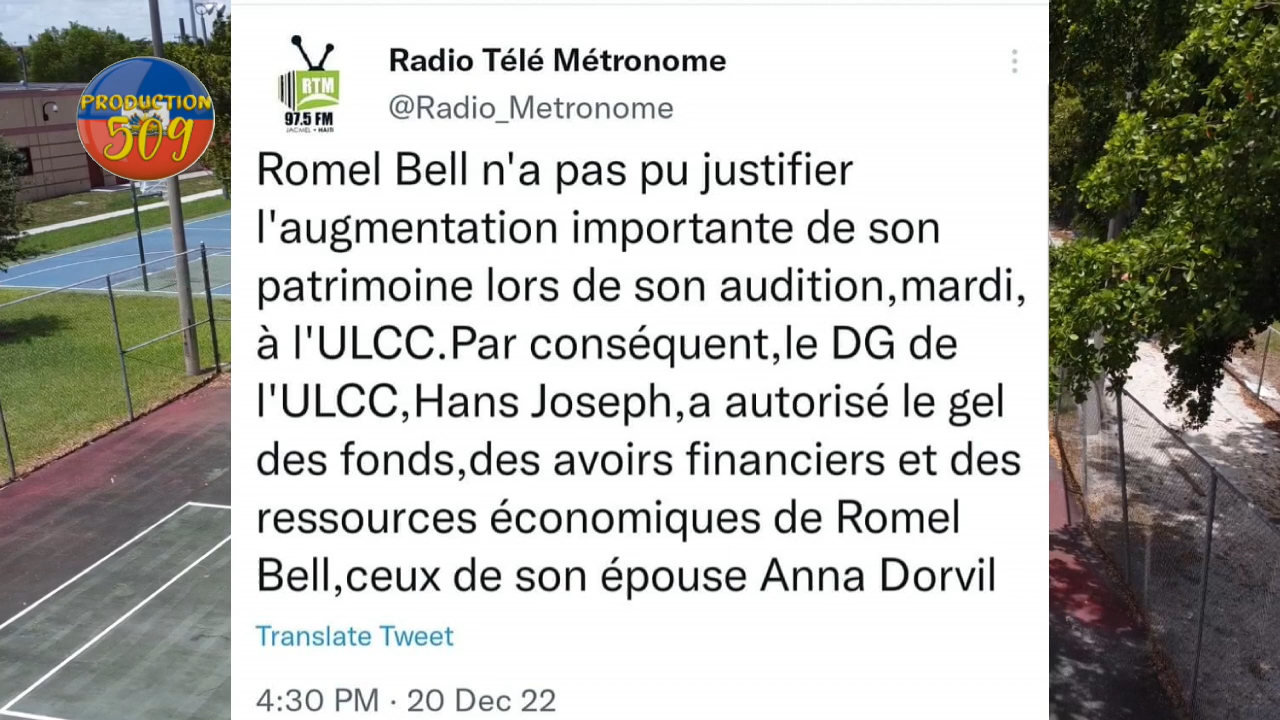 PRODUCTION
509
RTM
97.5 FM
JACMEL • HAITI
Radio Télé Métronome
@Radio_Metronome
Romel Bell n'a pas pu justifier
l'augmentation importante de son
patrimoine lors de son audition,mardi,
à l'ULCC.Par conséquent,le DG de
l'ULCC,Hans Joseph,a autorisé le gel
des fonds,des avoirs financiers et des
ressources économiques de Romel
Bell,ceux de son épouse Anna Dorvil
Translate Tweet
4:30 PM · 20 Dec 22